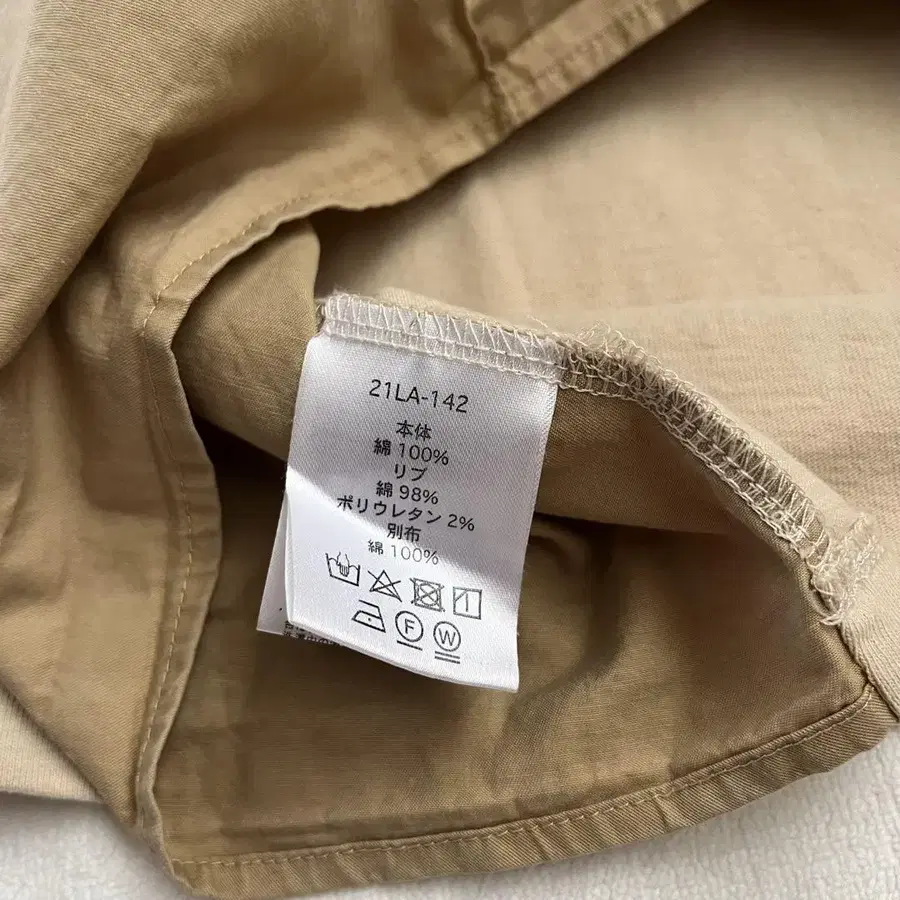 21LA-142
本体
綿 100%
リブ
綿 98%
ポリウレタン 2%
別布
綿 100%
F
W